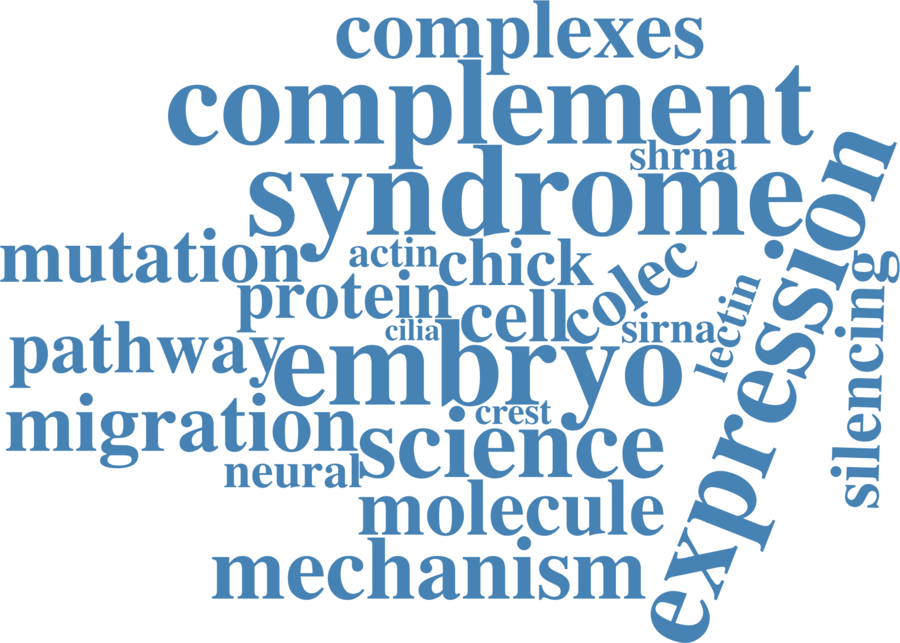 complexes
complement
shrna
syndrome
expression
mutation
actin
chick
colec
silencing
protein
cell
lectin
cilia
sirna
pathway
embryo
migration
crest
science
neural
molecule
mechanism